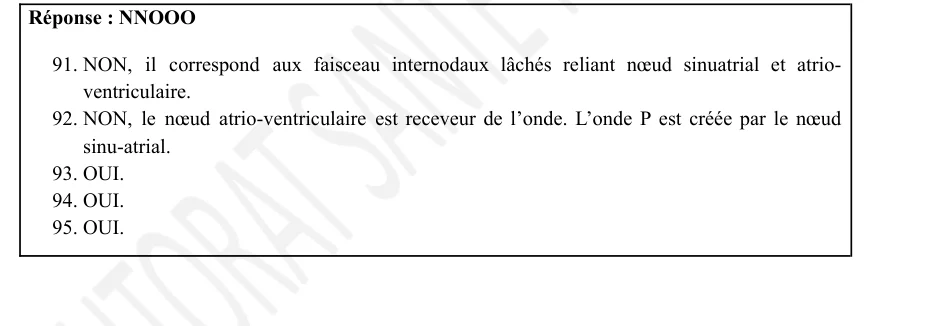 Réponse : NNOOO
91. NON, il correspond aux faisceau internodaux lâchés reliant nœud sinuatrial et atrio-
ventriculaire.
92. NON, le nœud atrio-ventriculaire est receveur de l’onde. L’onde P est créée par le nœud
sinu-atrial.
93. OUI.
94. OUI.
95. OUI.